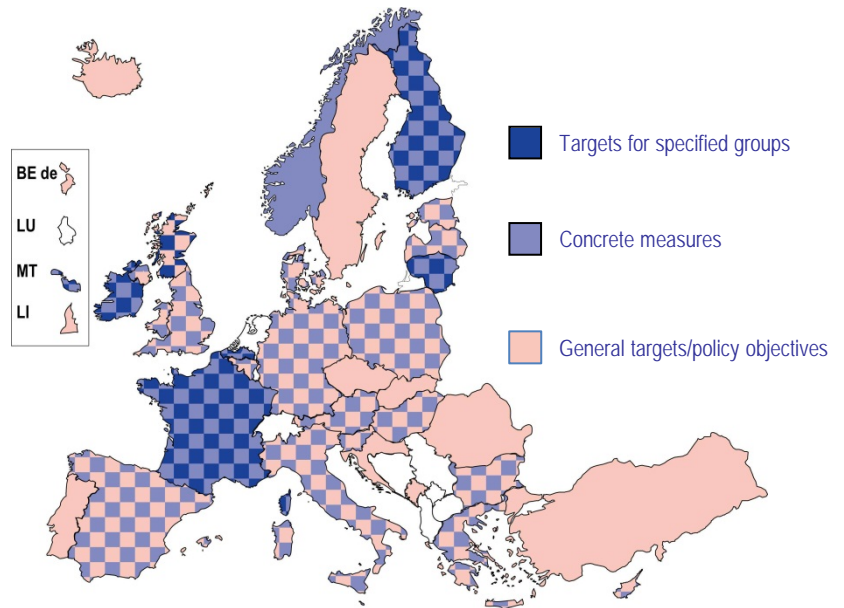 Targets for specified groups
BE de
LU
Concrete measures
MT
LI
General targets/policy objectives